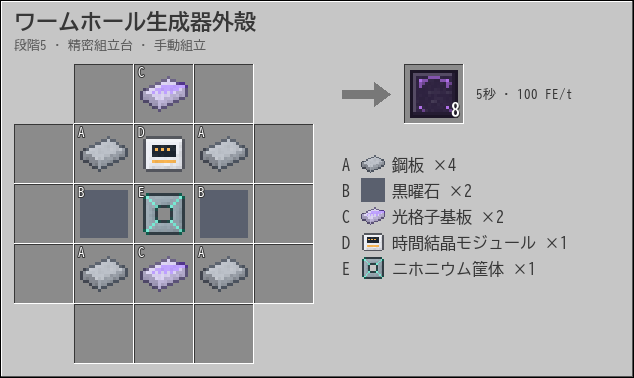 ワームホール生成器外殻
段階5 · 精密組立台 · 手動組立
C
A D A
B E B
A C A
8
5秒 · 100 FE/t
A 鋼板 ×4
B 黒曜石 ×2
C 光格子基板 ×2
D 時間結晶モジュール ×1
E ニホニウム筐体 ×1